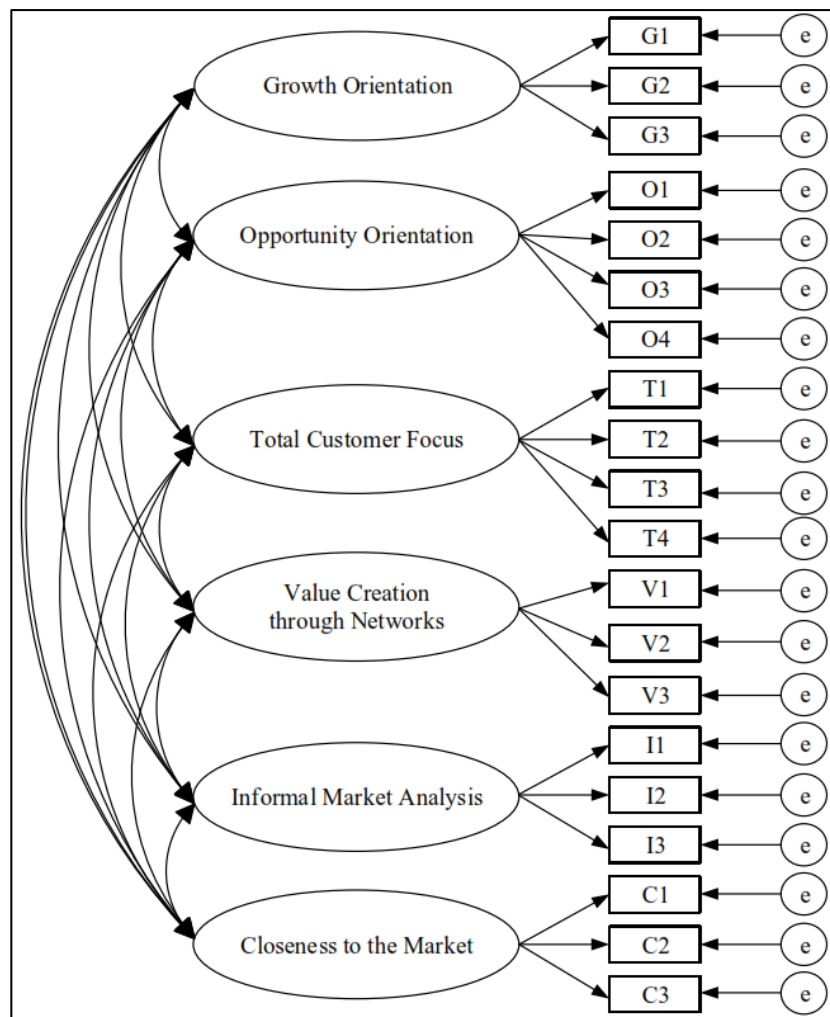 Growth Orientation
G1 e
G2 e
G3 e
Opportunity Orientation
O1 e
O2 e
O3 e
O4 e
Total Customer Focus
T1 e
T2 e
T3 e
T4 e
Value Creation
through Networks
V1 e
V2 e
V3 e
Informal Market Analysis
I1 e
I2 e
I3 e
Closeness to the Market
C1 e
C2 e
C3 e